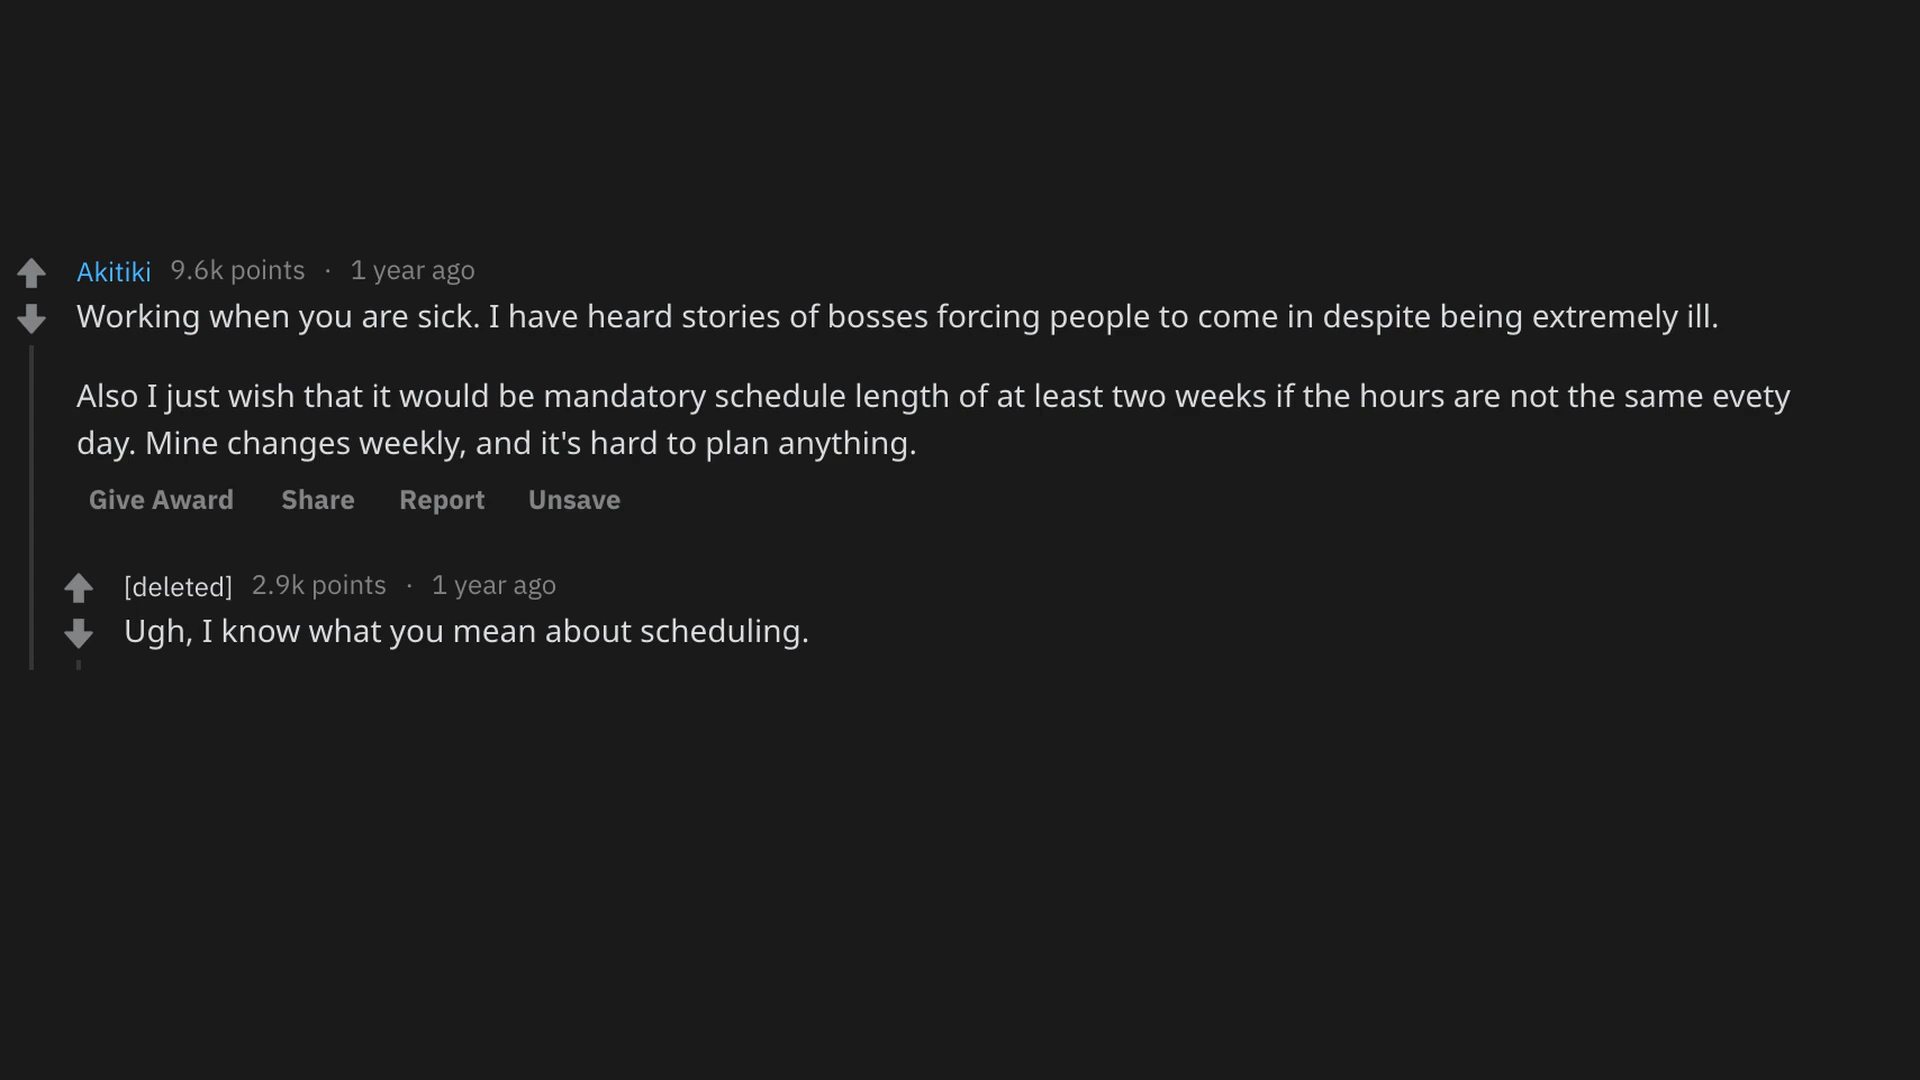 Akitiki 9.6k points · 1 year ago
Working when you are sick. I have heard stories of bosses forcing people to come in despite being extremely ill.
Also I just wish that it would be mandatory schedule length of at least two weeks if the hours are not the same evety
day. Mine changes weekly, and it's hard to plan anything.
Give Award Share Report Unsave
[deleted] 2.9k points · 1 year ago
Ugh, I know what you mean about scheduling.